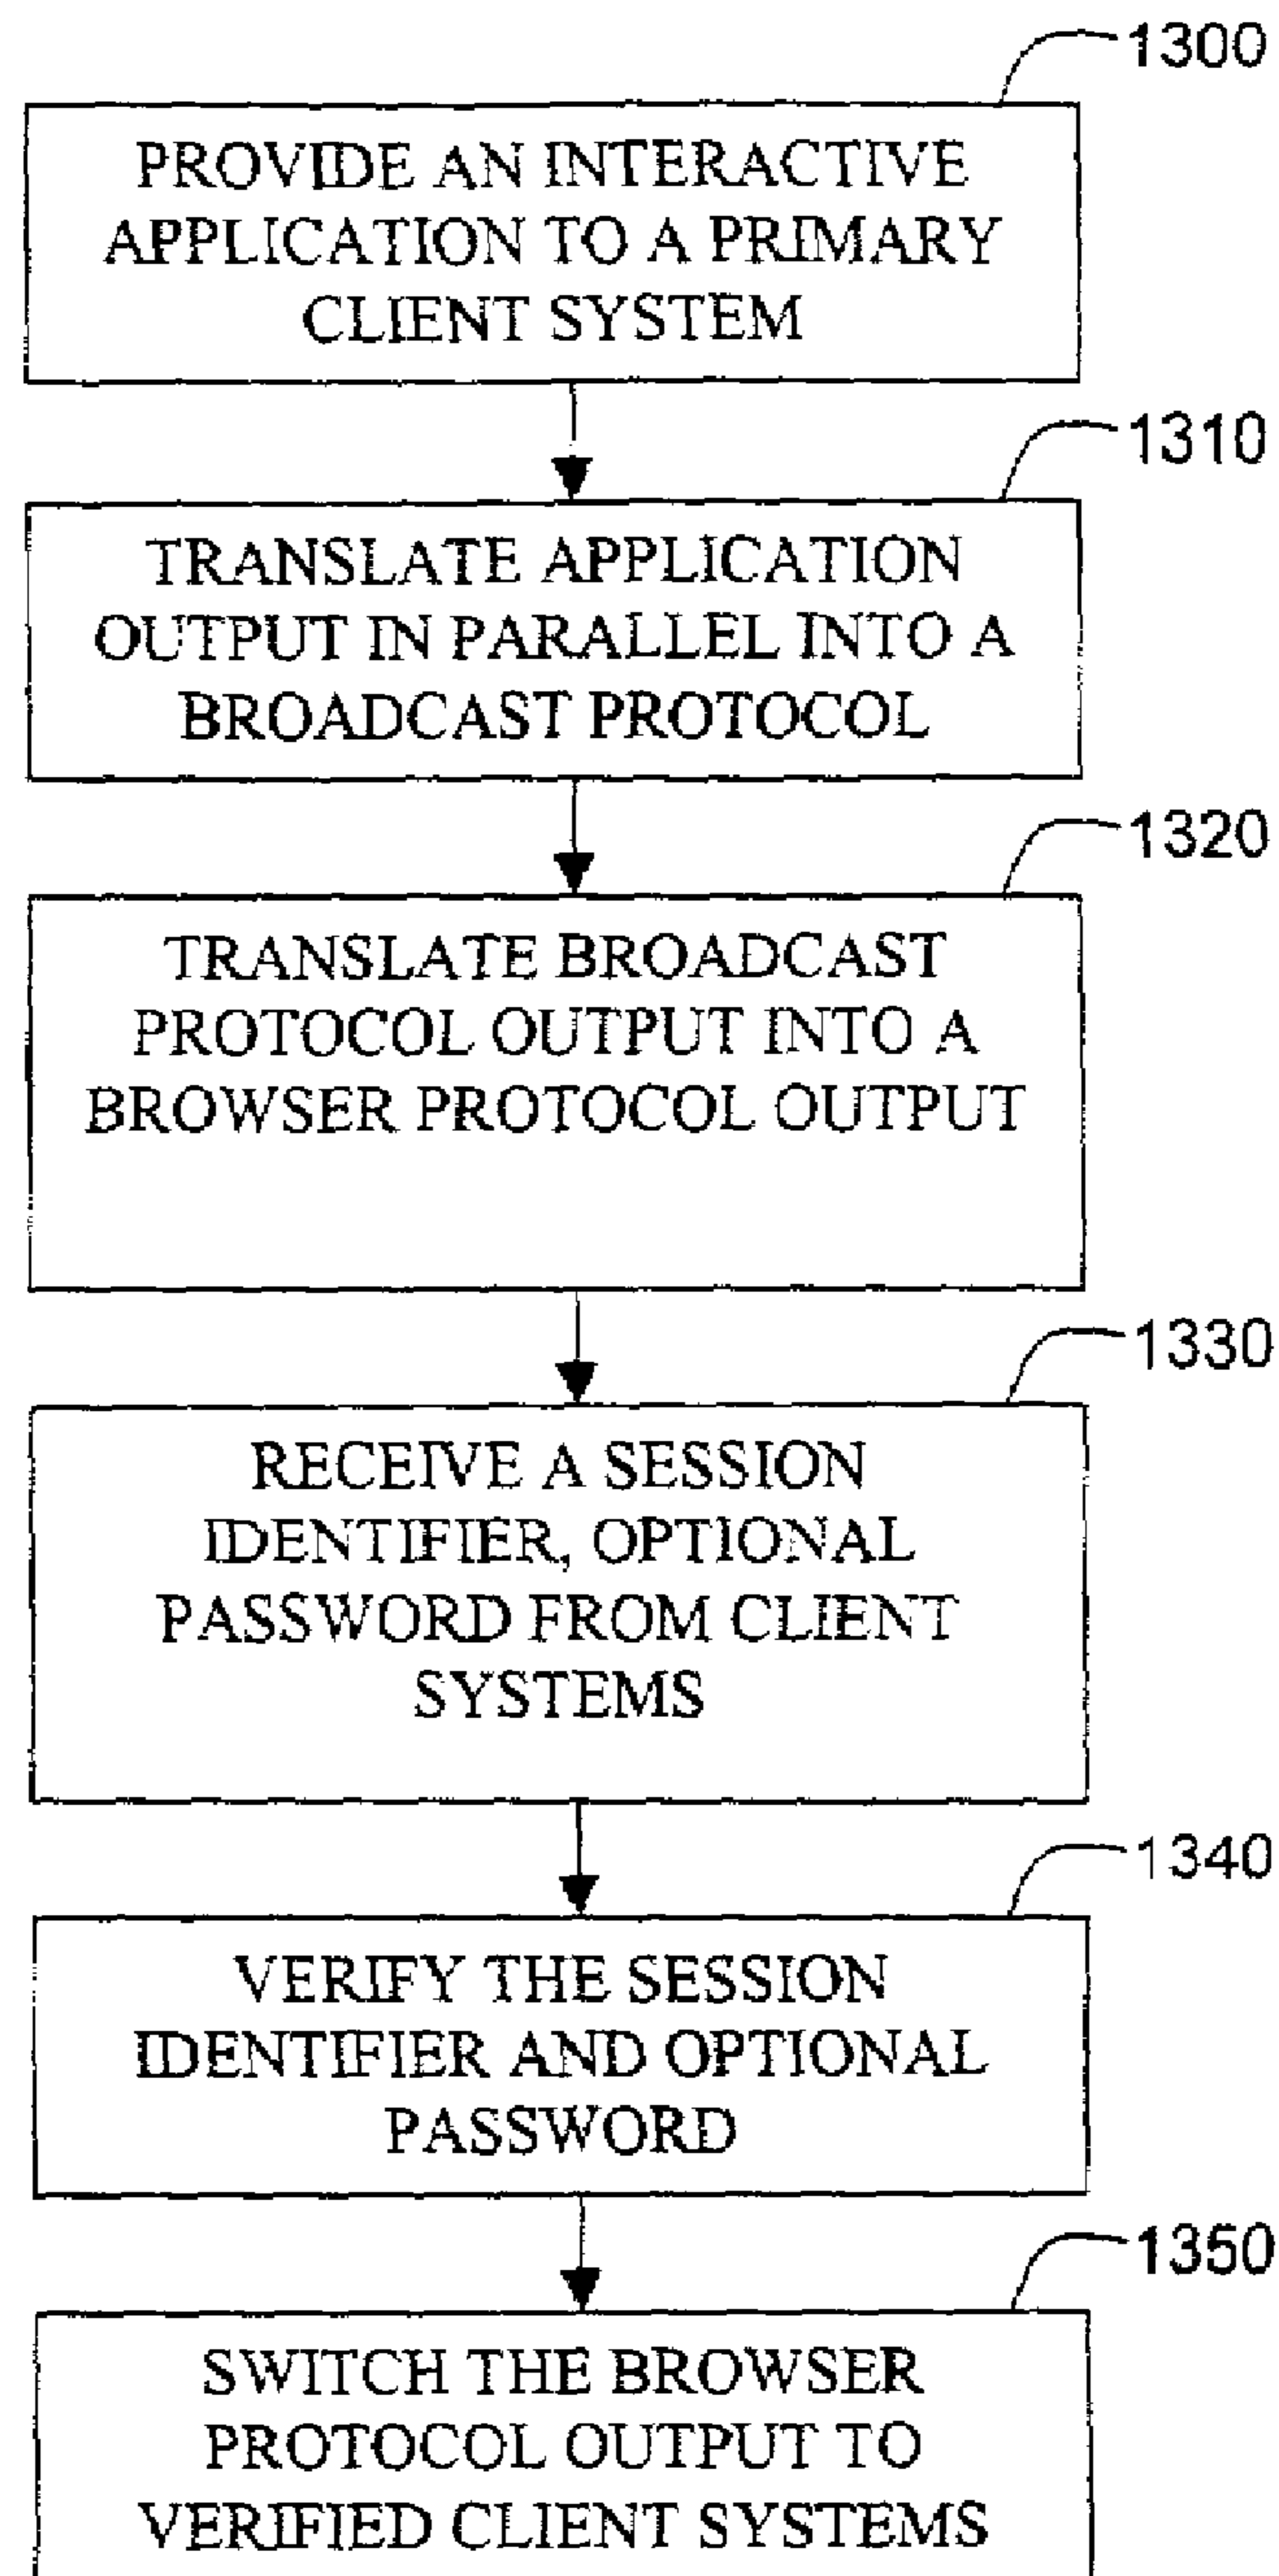 1300
PROVIDE AN INTERACTIVE
APPLICATION TO A PRIMARY
CLIENT SYSTEM
1310
TRANSLATE APPLICATION
OUTPUT IN PARALLEL INTO A
BROADCAST PROTOCOL
1320
TRANSLATE BROADCAST
PROTOCOL OUTPUT INTO A
BROWSER PROTOCOL OUTPUT
1330
RECEIVE A SESSION
IDENTIFIER, OPTIONAL
PASSWORD FROM CLIENT
SYSTEMS
1340
VERIFY THE SESSION
IDENTIFIER AND OPTIONAL
PASSWORD
1350
SWITCH THE BROWSER
PROTOCOL OUTPUT TO
VERIFIED CLIENT SYSTEMS